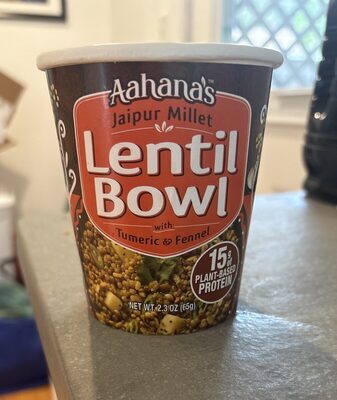 Aahana's
Jaipur Millet
Lentil
Bowl
with
Tumeric & Fennel
15g
PLANT-BASED
PROTEIN
NET WT 2.3 OZ (65g)